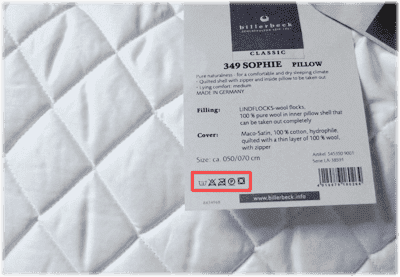 billerbeck
CLASSIC
349 SOPHIE PILLOW
Pure naturalness - for a comfortable and dry sleeping climate
- Quilted shell with zipper and inside pillow to be taken out
- Lying comfort: medium
MADE IN GERMANY
Filling: LINDFLOCKS-wool flocks,
100 % pure wool in inner pillow shell that
can be taken out completely
Cover: Maco-Satin, 100 % cotton, hydrophile,
quilted with a thin layer of 100 % wool,
with zipper
Size: ca. 050/070 cm
www.billerbeck.info